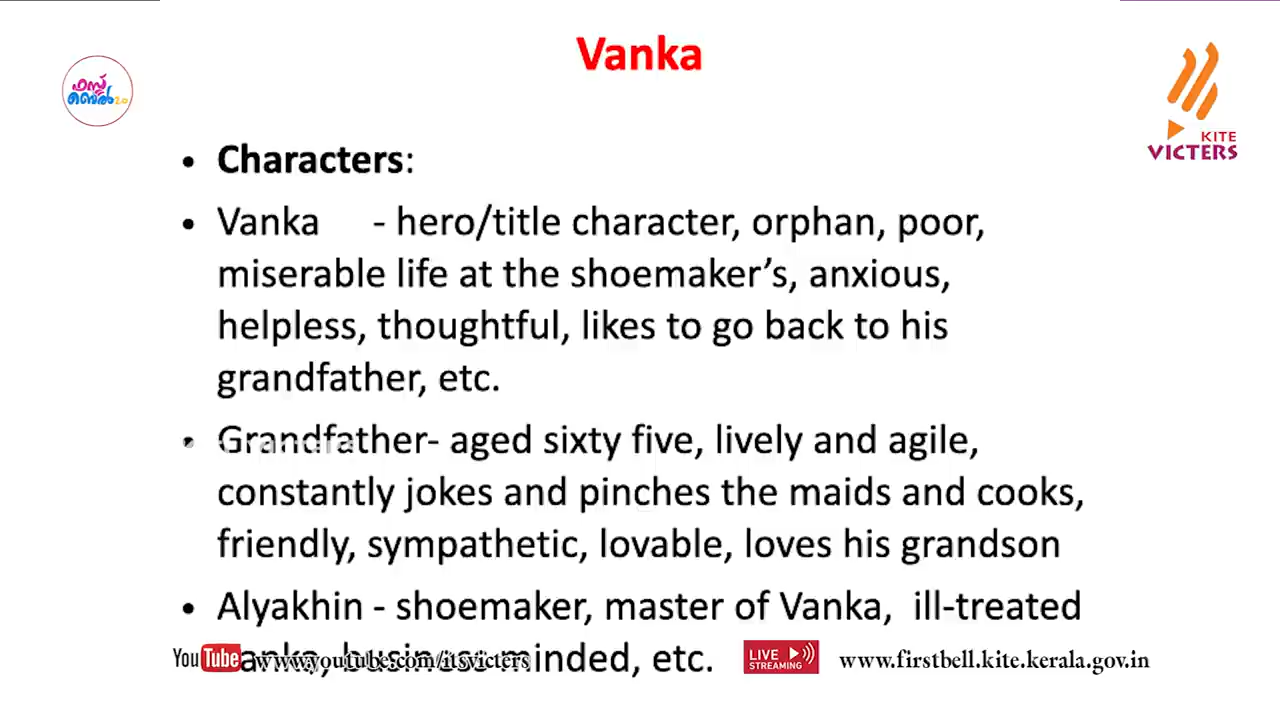 Vanka
ഫസ്റ്റ്
ബെൽ 2.0
KITE
VICTERS
• Characters:
• Vanka - hero/title character, orphan, poor,
miserable life at the shoemaker’s, anxious,
helpless, thoughtful, likes to go back to his
grandfather, etc.
• Grandfather- aged sixty five, lively and agile,
constantly jokes and pinches the maids and cooks,
friendly, sympathetic, lovable, loves his grandson
• Alyakhin - shoemaker, master of Vanka, ill-treated
Vanka, business minded, etc.
YouTube www.youtube.com/itsvicters
LIVE
STREAMING
www.firstbell.kite.kerala.gov.in